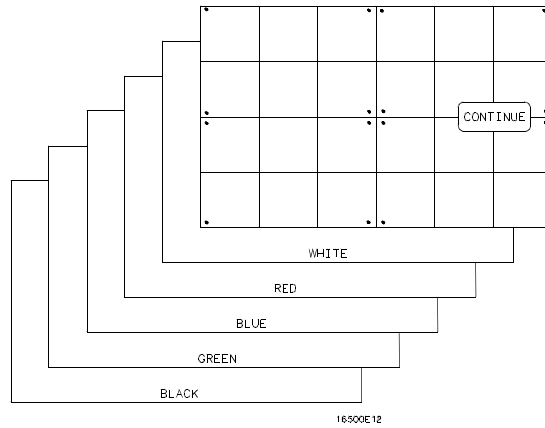 CONTINUE
WHITE
RED
BLUE
GREEN
BLACK
16500E12